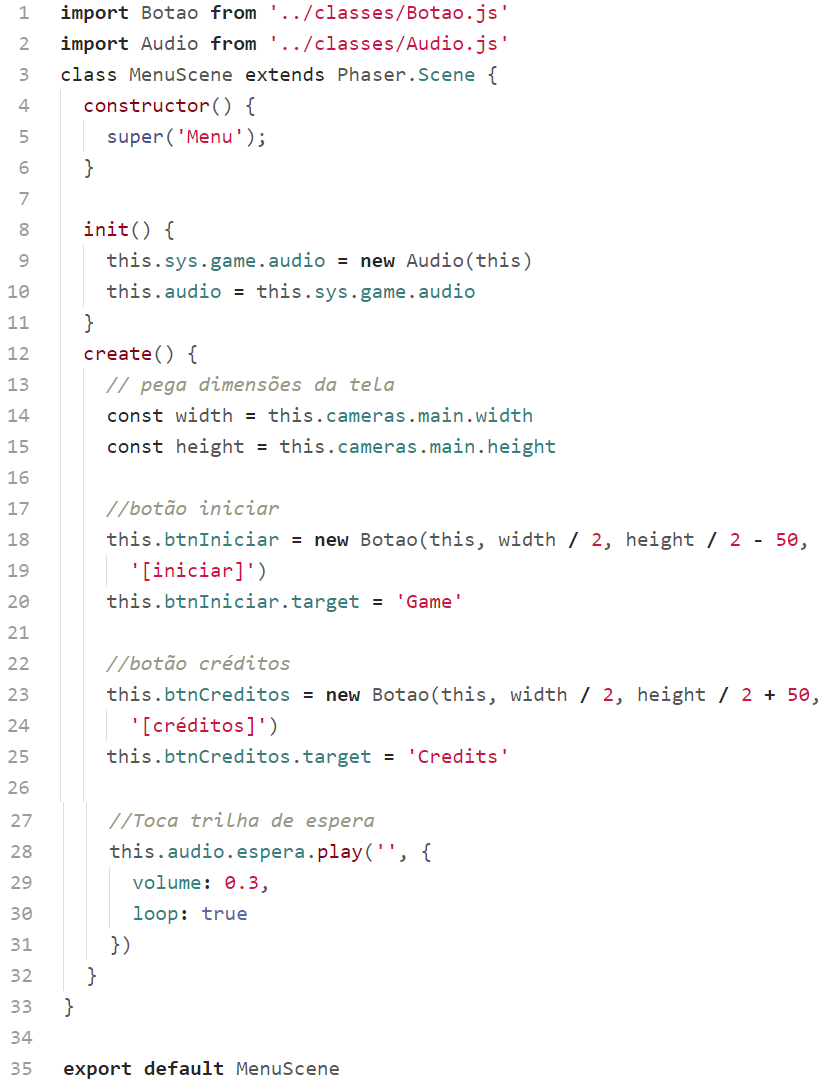 1 import Botao from '../classes/Botao.js'
2 import Audio from '../classes/Audio.js'
3 class MenuScene extends Phaser.Scene {
4 constructor() {
5 super('Menu');
6 }
7
8 init() {
9 this.sys.game.audio = new Audio(this)
10 this.audio = this.sys.game.audio
11 }
12 create() {
13 // pega dimensões da tela
14 const width = this.cameras.main.width
15 const height = this.cameras.main.height
16
17 //botão iniciar
18 this.btnIniciar = new Botao(this, width / 2, height / 2 - 50,
19 '[iniciar]')
20 this.btnIniciar.target = 'Game'
21
22 //botão créditos
23 this.btnCreditos = new Botao(this, width / 2, height / 2 + 50,
24 '[créditos]')
25 this.btnCreditos.target = 'Credits'
26
27 //Toca trilha de espera
28 this.audio.espera.play('', {
29 volume: 0.3,
30 loop: true
31 })
32 }
33 }
34
35 export default MenuScene